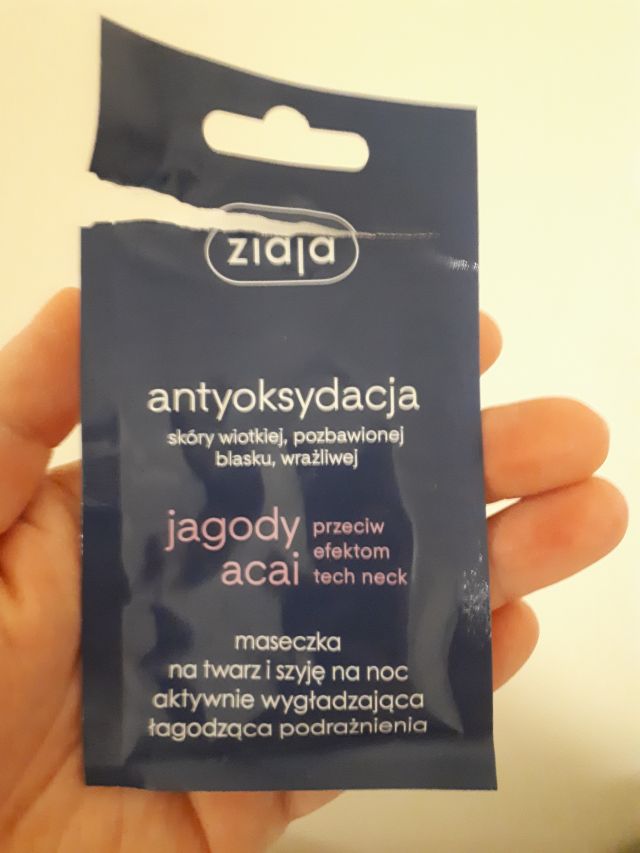 ziaja
antyoksydacja
skóry wiotkiej, pozbawionej
blasku, wrażliwej
jagody acai
przeciw
efektom
tech neck
maseczka
na twarz i szyję na noc
aktywnie wygładzająca
łagodząca podrażnienia